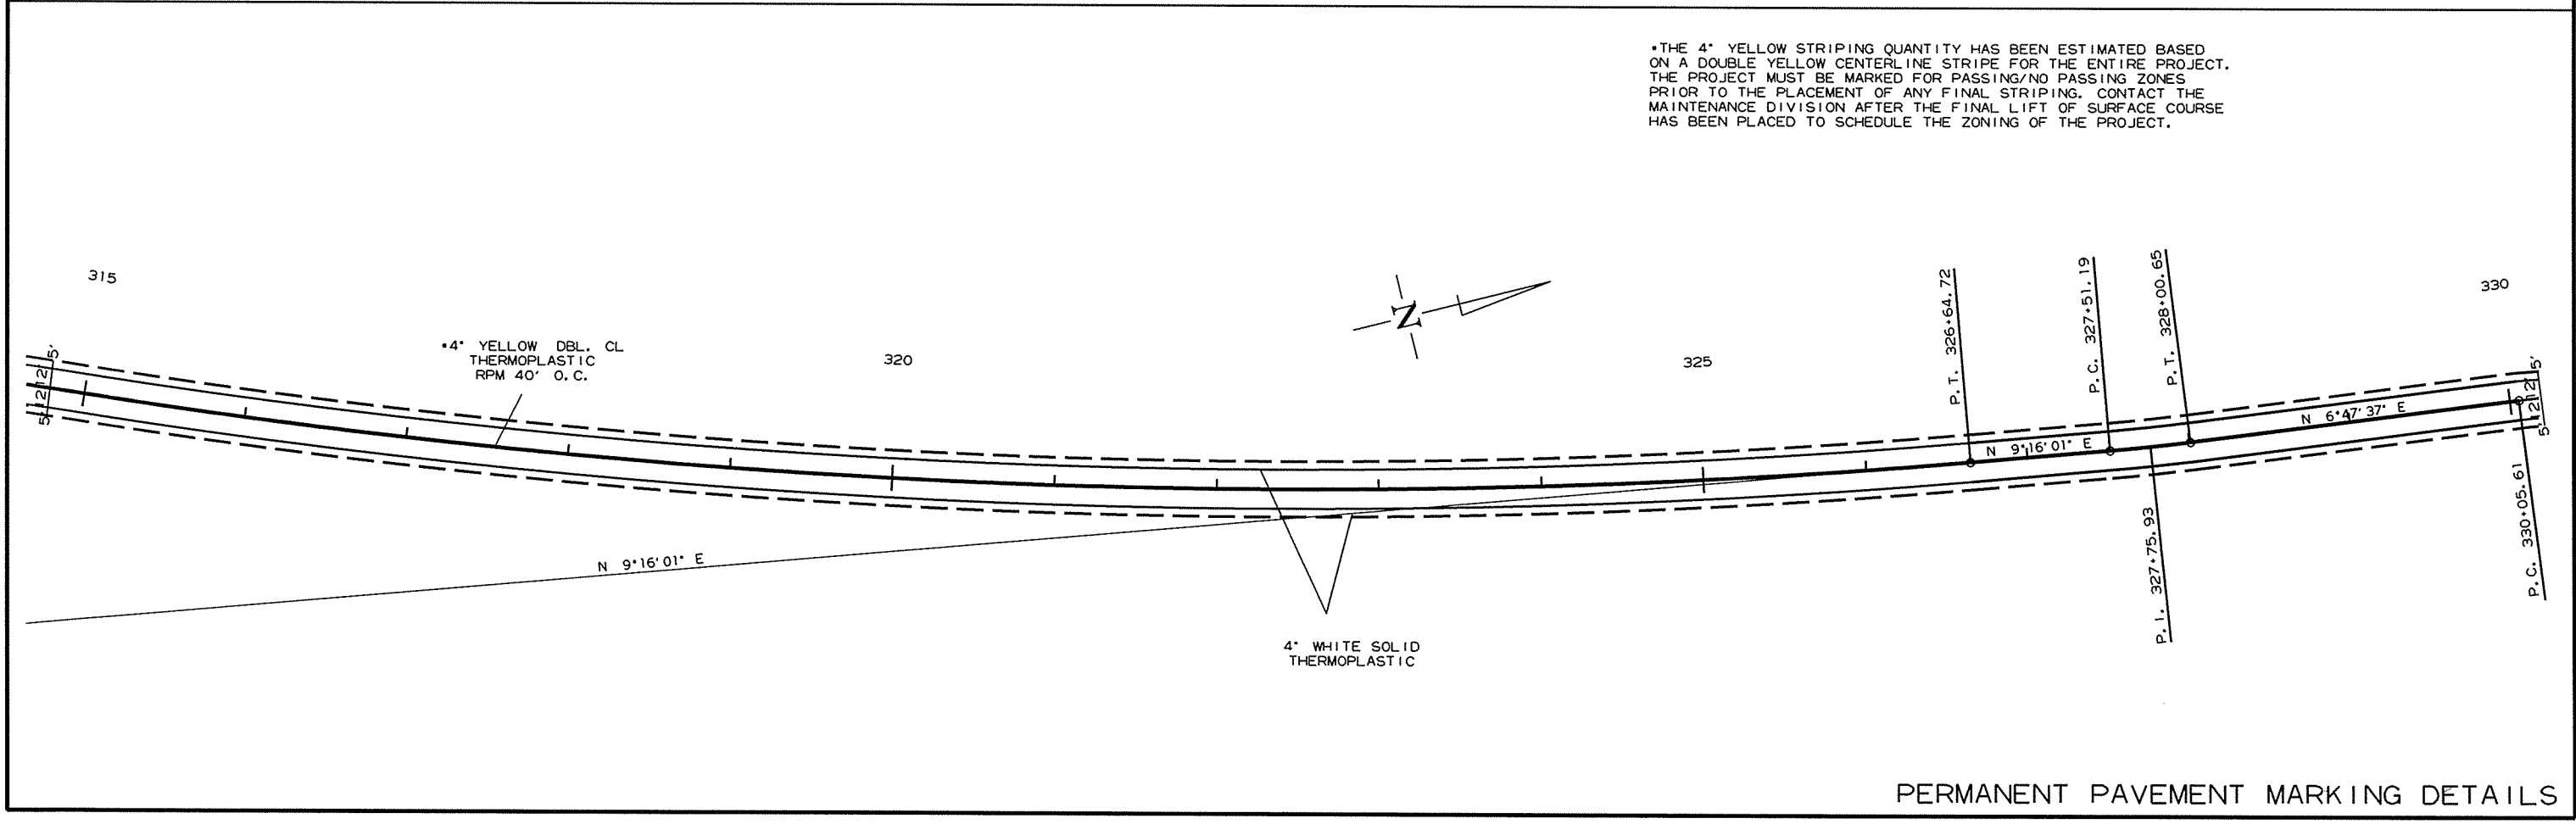 *THE 4" YELLOW STRIPING QUANTITY HAS BEEN ESTIMATED BASED
ON A DOUBLE YELLOW CENTERLINE STRIPE FOR THE ENTIRE PROJECT.
THE PROJECT MUST BE MARKED FOR PASSING/NO PASSING ZONES
PRIOR TO THE PLACEMENT OF ANY FINAL STRIPING. CONTACT THE
MAINTENANCE DIVISION AFTER THE FINAL LIFT OF SURFACE COURSE
HAS BEEN PLACED TO SCHEDULE THE ZONING OF THE PROJECT.
315
320
325
330
N
*4" YELLOW DBL. CL
THERMOPLASTIC
RPM 40' O.C.
5'
12'
12'
5'
P.T. 326+64.72
P.C. 327+51.19
P.T. 328+00.65
N 9°16'01" E
N 6°47'37" E
5'
12'
12'
5'
N 9°16'01" E
P.I. 327+75.93
P.C. 330+05.61
4" WHITE SOLID
THERMOPLASTIC
PERMANENT PAVEMENT MARKING DETAILS